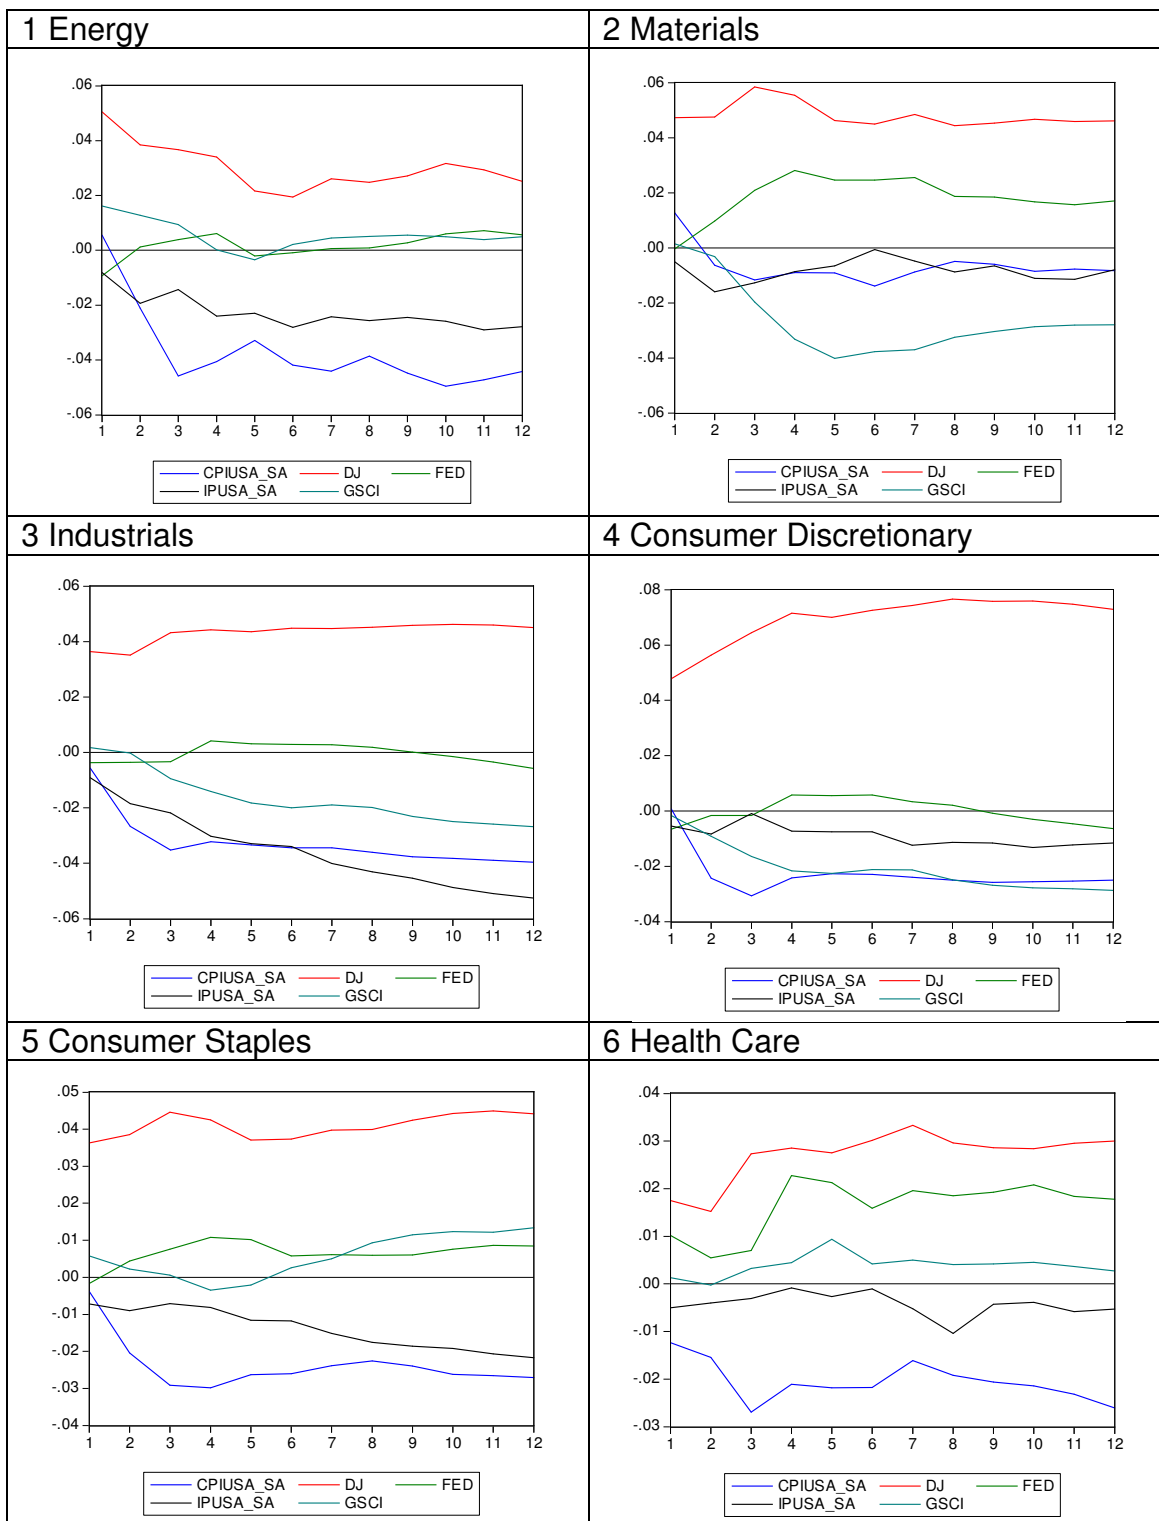 1 Energy
.06
.04
.02
.00
-.02
-.04
-.06
1 2 3 4 5 6 7 8 9 10 11 12
CPIUSA_SA DJ FED
IPUSA_SA GSCI
2 Materials
.06
.04
.02
.00
-.02
-.04
-.06
1 2 3 4 5 6 7 8 9 10 11 12
CPIUSA_SA DJ FED
IPUSA_SA GSCI
3 Industrials
.06
.04
.02
.00
-.02
-.04
-.06
1 2 3 4 5 6 7 8 9 10 11 12
CPIUSA_SA DJ FED
IPUSA_SA GSCI
4 Consumer Discretionary
.08
.06
.04
.02
.00
-.02
-.04
1 2 3 4 5 6 7 8 9 10 11 12
CPIUSA_SA DJ FED
IPUSA_SA GSCI
5 Consumer Staples
.05
.04
.03
.02
.01
.00
-.01
-.02
-.03
-.04
1 2 3 4 5 6 7 8 9 10 11 12
CPIUSA_SA DJ FED
IPUSA_SA GSCI
6 Health Care
.04
.03
.02
.01
.00
-.01
-.02
-.03
1 2 3 4 5 6 7 8 9 10 11 12
CPIUSA_SA DJ FED
IPUSA_SA GSCI